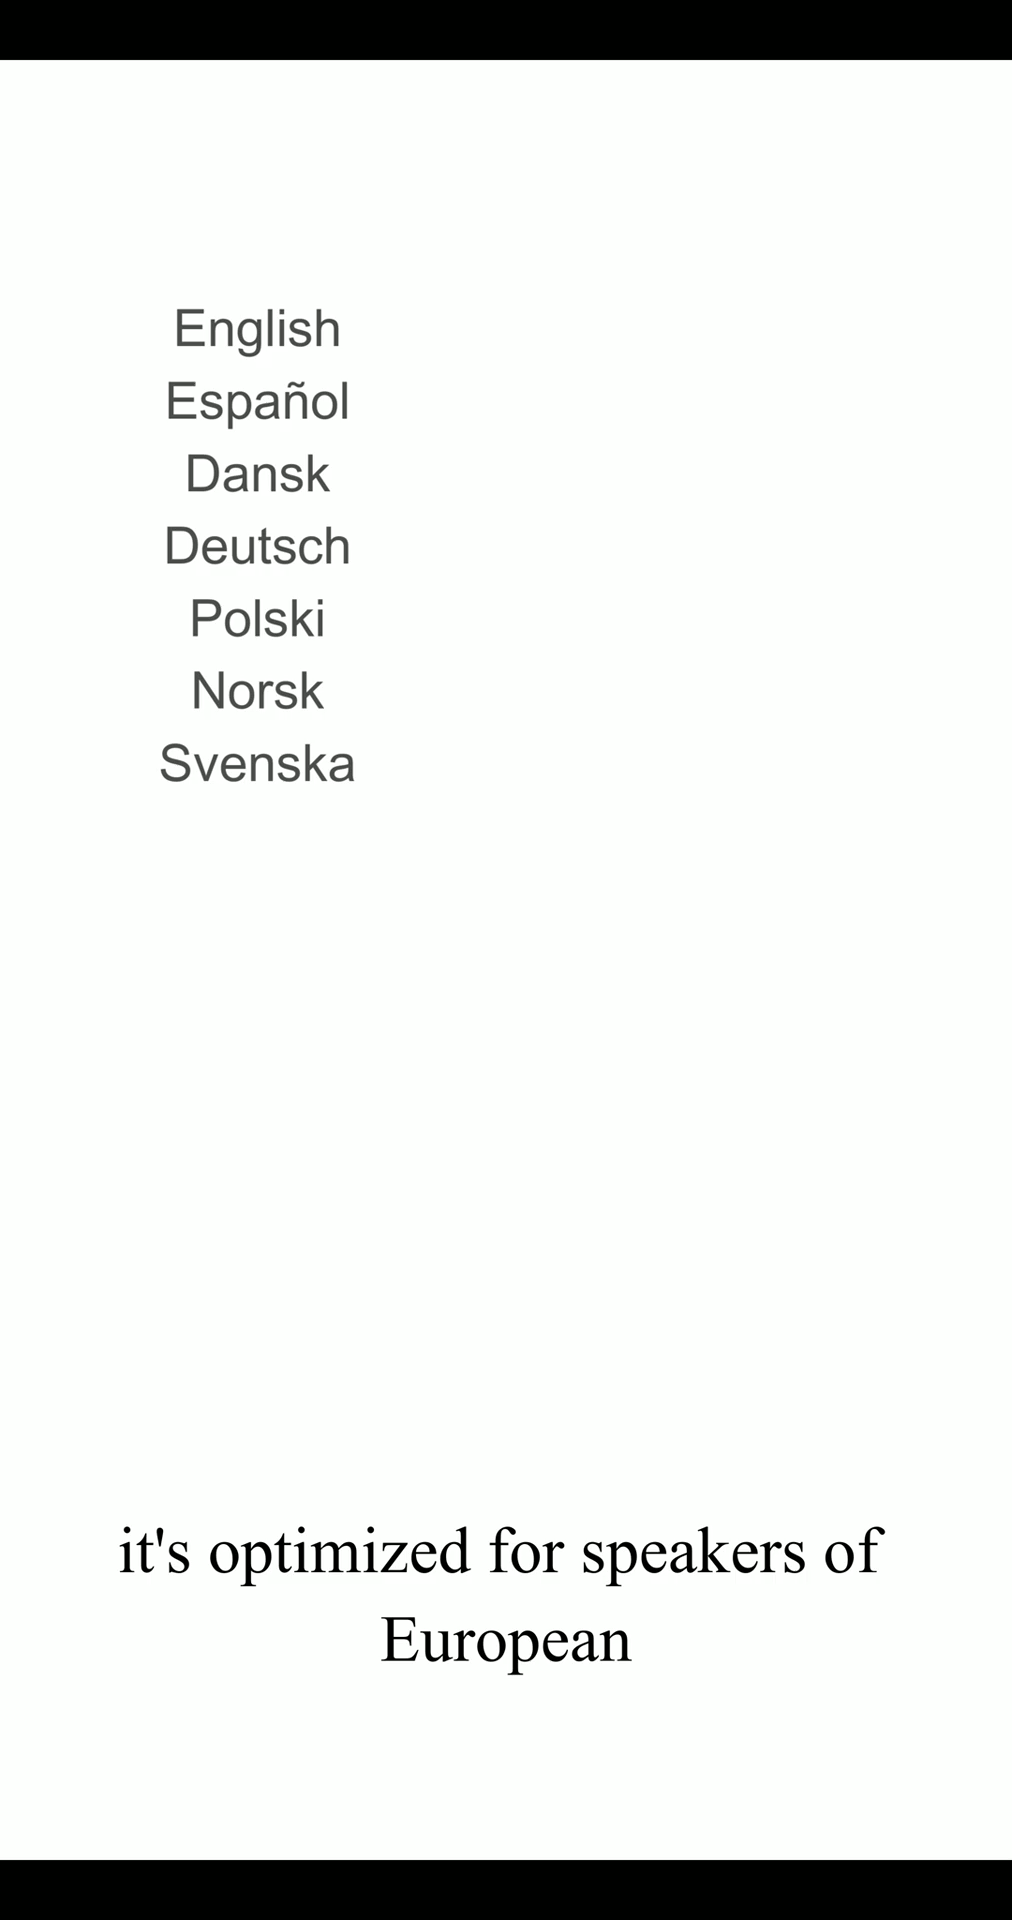 English
Español
Dansk
Deutsch
Polski
Norsk
Svenska
it's optimized for speakers of
European